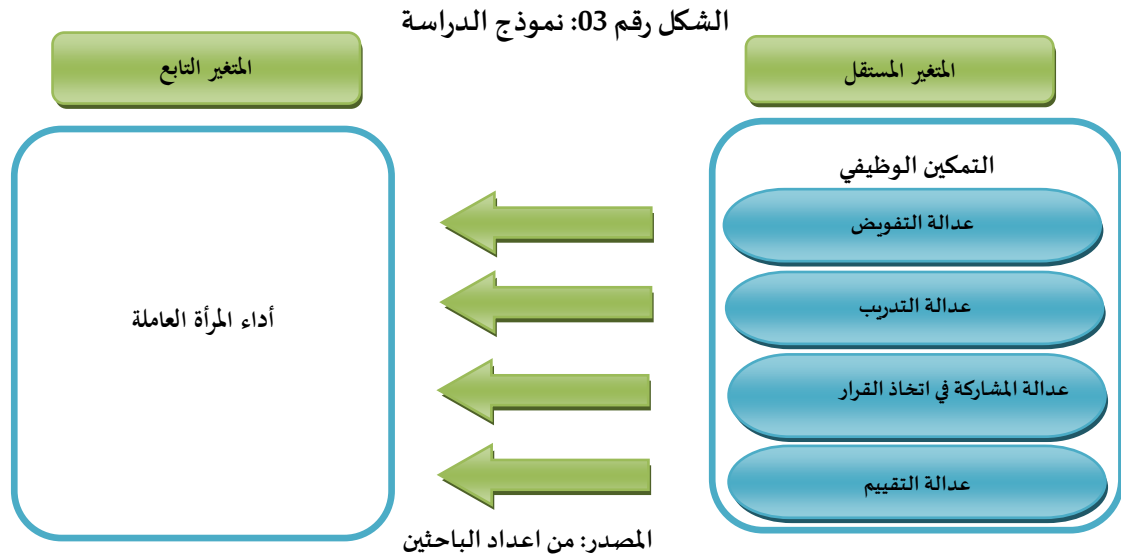 الشكل رقم 03: نموذج الدراسة
المتغير المستقل
المتغير التابع
التمكين الوظيفي
عدالة التفويض
عدالة التدريب
عدالة المشاركة في اتخاذ القرار
عدالة التقييم
أداء المرأة العاملة
المصدر: من اعداد الباحثين